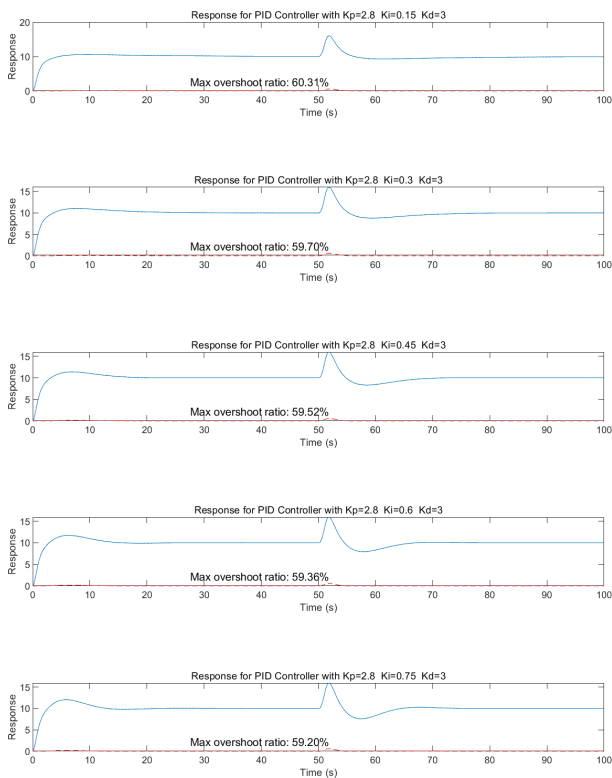 Response for PID Controller with Kp=2.8 Ki=0.15 Kd=3
20
15
10
5
0
Response
Max overshoot ratio: 60.31%
0 10 20 30 40 50 60 70 80 90 100
Time (s)
Response for PID Controller with Kp=2.8 Ki=0.3 Kd=3
15
10
5
0
Response
Max overshoot ratio: 59.70%
0 10 20 30 40 50 60 70 80 90 100
Time (s)
Response for PID Controller with Kp=2.8 Ki=0.45 Kd=3
15
10
5
0
Response
Max overshoot ratio: 59.52%
0 10 20 30 40 50 60 70 80 90 100
Time (s)
Response for PID Controller with Kp=2.8 Ki=0.6 Kd=3
15
10
5
0
Response
Max overshoot ratio: 59.36%
0 10 20 30 40 50 60 70 80 90 100
Time (s)
Response for PID Controller with Kp=2.8 Ki=0.75 Kd=3
15
10
5
0
Response
Max overshoot ratio: 59.20%
0 10 20 30 40 50 60 70 80 90 100
Time (s)